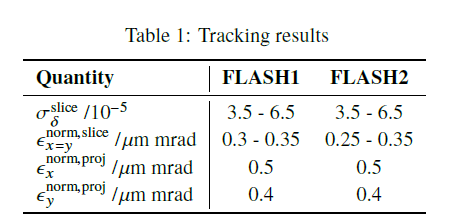 Table 1: Tracking results
Quantity FLASH1 FLASH2
σ_δ^slice /10^−5 3.5 - 6.5 3.5 - 6.5
ϵ_x=y^norm,slice /μm mrad 0.3 - 0.35 0.25 - 0.35
ϵ_x^norm,proj /μm mrad 0.5 0.5
ϵ_y^norm,proj /μm mrad 0.4 0.4